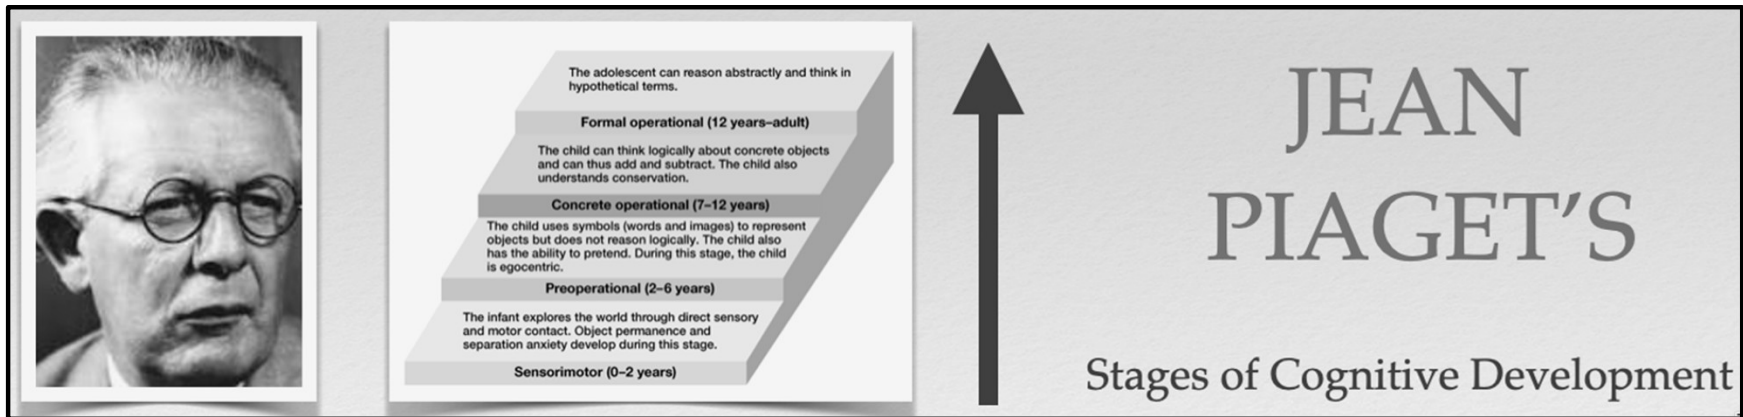 The adolescent can reason abstractly and think in
hypothetical terms.
Formal operational (12 years–adult)
The child can think logically about concrete objects
and can thus add and subtract. The child also
understands conservation.
Concrete operational (7–12 years)
The child uses symbols (words and images) to represent
objects but does not reason logically. The child also
has the ability to pretend. During this stage, the child
is egocentric.
Preoperational (2–6 years)
The infant explores the world through direct sensory
and motor contact. Object permanence and
separation anxiety develop during this stage.
Sensorimotor (0–2 years)
JEAN
PIAGET’S
Stages of Cognitive Development